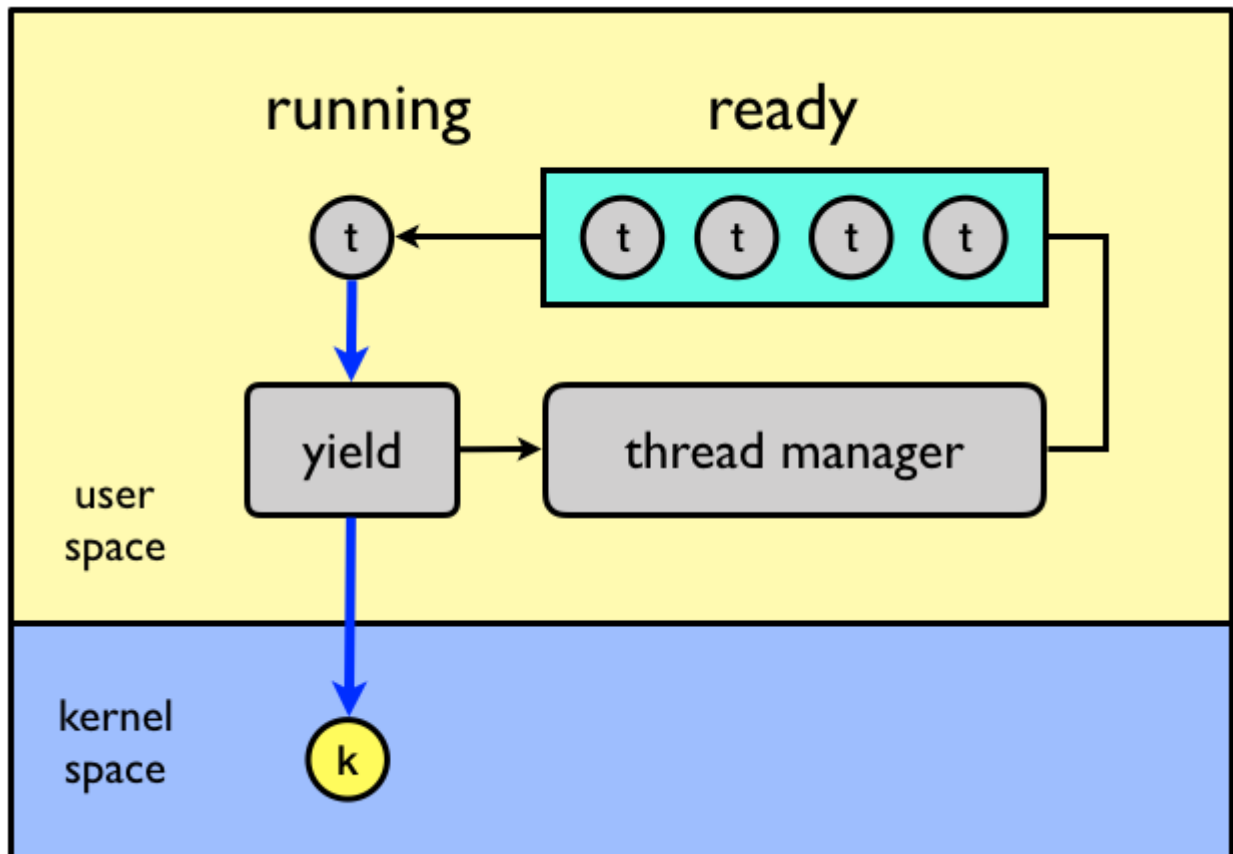 running
ready
t
t
t
t
t
yield
thread manager
user
space
kernel
space
k